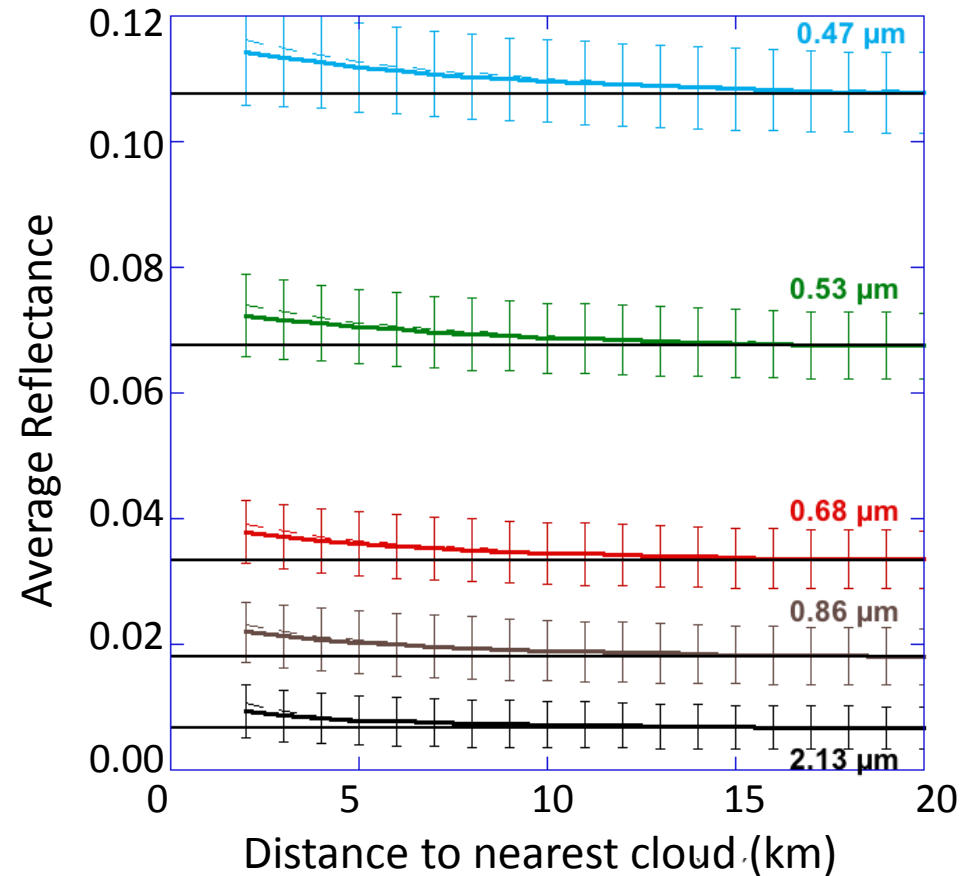 0.12
0.47 µm
0.10
0.08
0.53 µm
0.06
0.04
0.68 µm
0.86 µm
0.02
0.00
2.13 µm
0 5 10 15 20
Average Reflectance
Distance to nearest cloud (km)